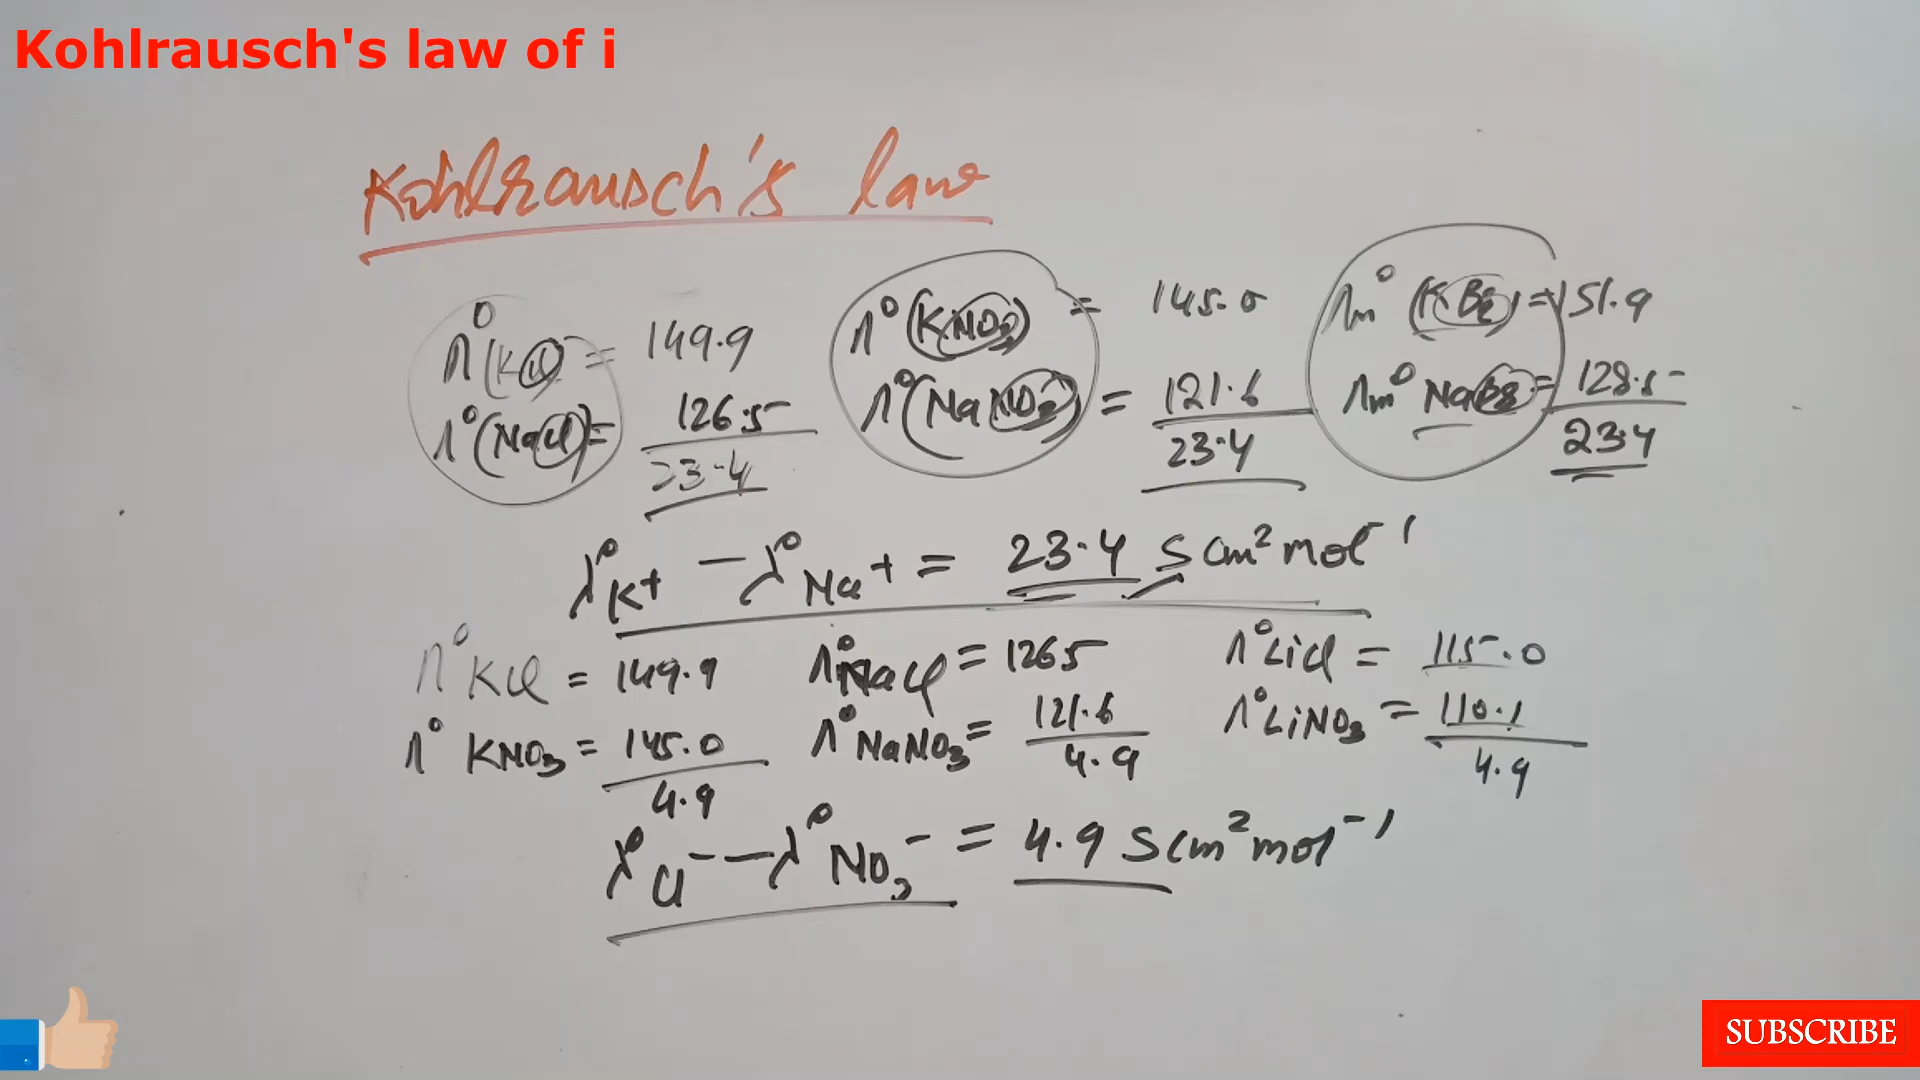 Kohlrausch's law of i
Kohlrausch's law
Λ°(KCl) = 149.9
Λ°(NaCl) = 126.5
23.4
Λ°(KNO3) = 145.0
Λ°(NaNO3) = 121.6
23.4
Λm°(KBr) = 151.9
Λm° NaBr = 128.5
23.4
λ°K+ – λ°Na+ = 23.4 S cm² mol⁻¹
Λ°KCl = 149.9
Λ°KNO3 = 145.0
4.9
Λ°NaCl = 126.5
Λ°NaNO3 = 121.6
4.9
Λ°LiCl = 115.0
Λ°LiNO3 = 110.1
4.9
λ°Cl⁻ – λ°NO3⁻ = 4.9 S cm² mol⁻¹
SUBSCRIBE